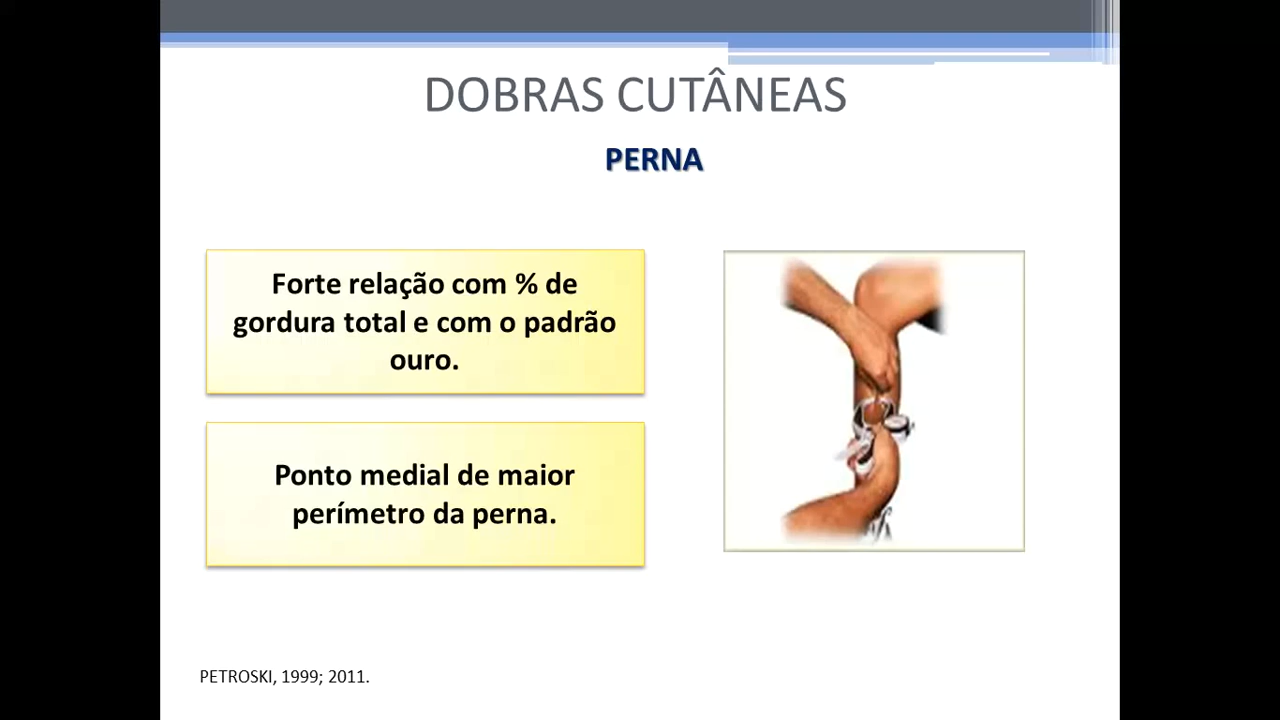 DOBRAS CUTÂNEAS
PERNA
Forte relação com % de
gordura total e com o padrão
ouro.
Ponto medial de maior
perímetro da perna.
PETROSKI, 1999; 2011.